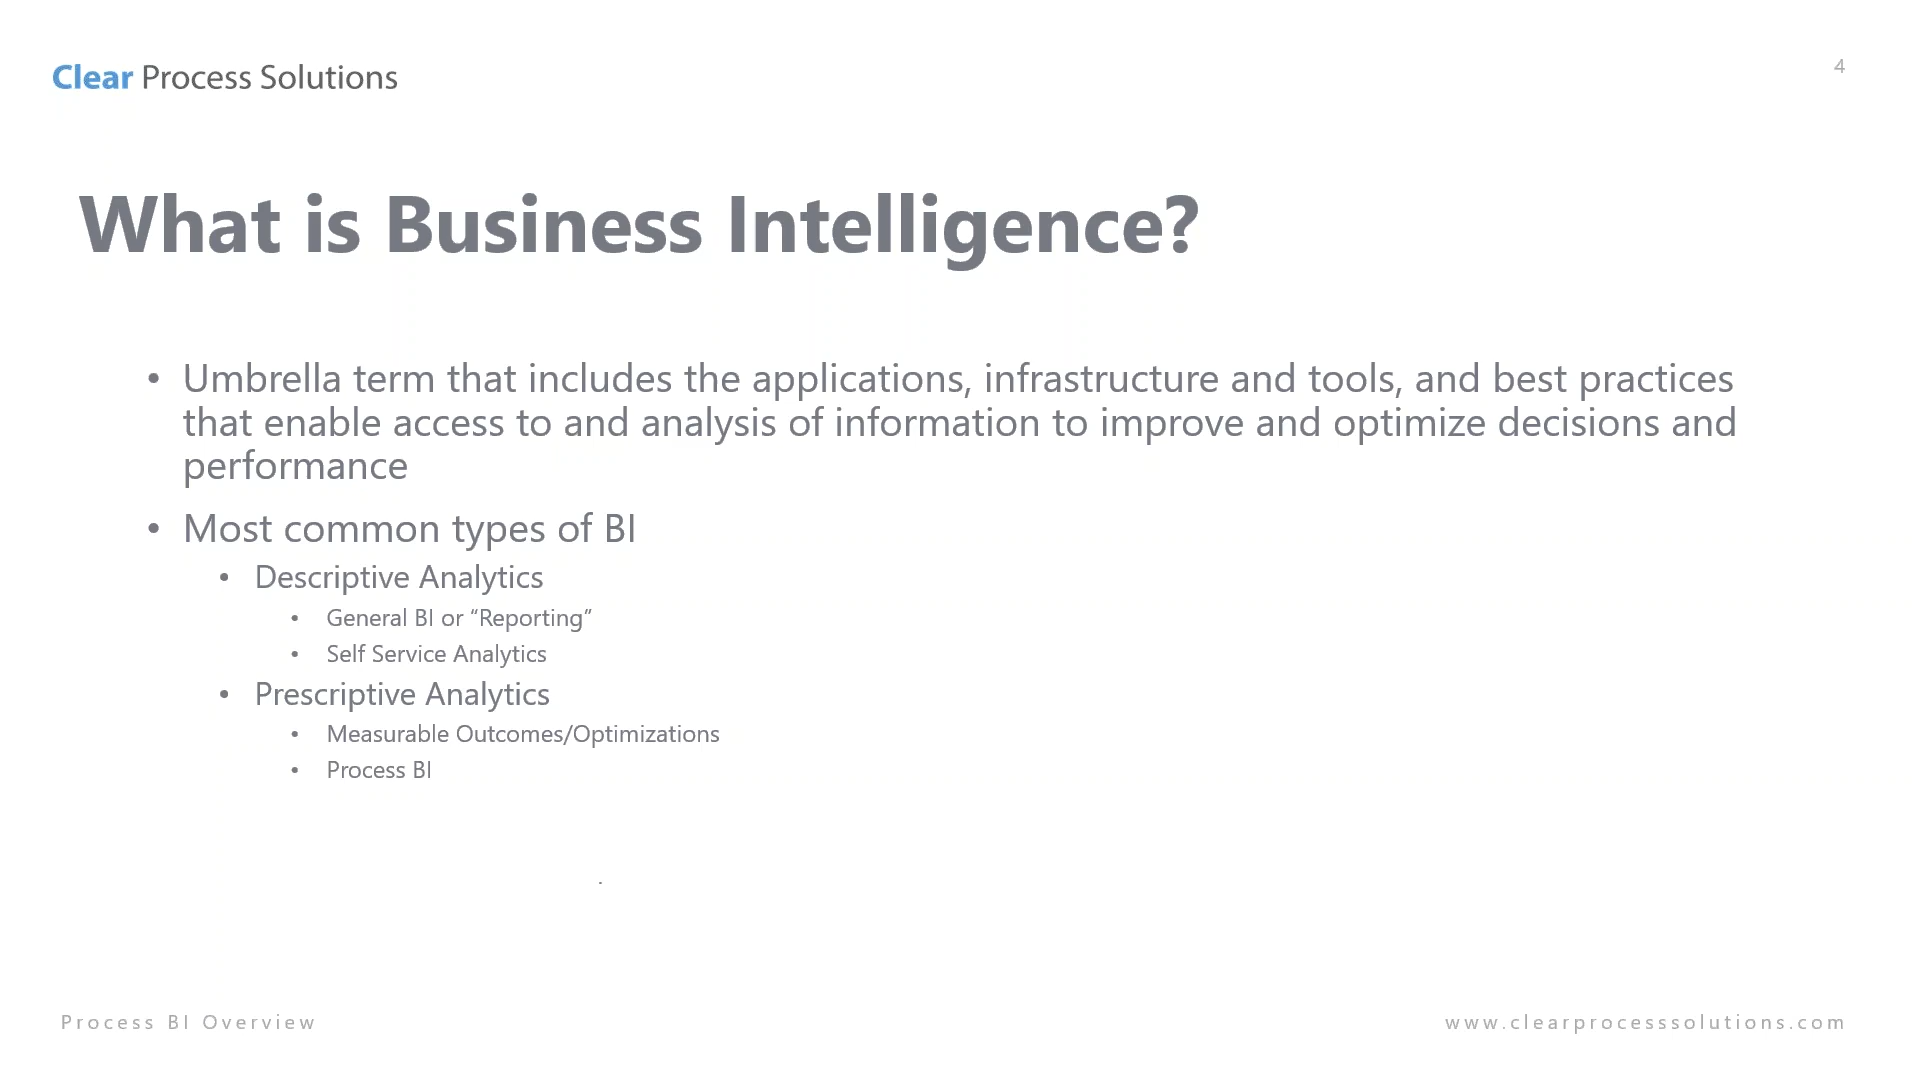 Clear Process Solutions
4
What is Business Intelligence?
• Umbrella term that includes the applications, infrastructure and tools, and best practices
that enable access to and analysis of information to improve and optimize decisions and
performance
• Most common types of BI
• Descriptive Analytics
• General BI or “Reporting”
• Self Service Analytics
• Prescriptive Analytics
• Measurable Outcomes/Optimizations
• Process BI
.
Process BI Overview
www.clearprocesssolutions.com